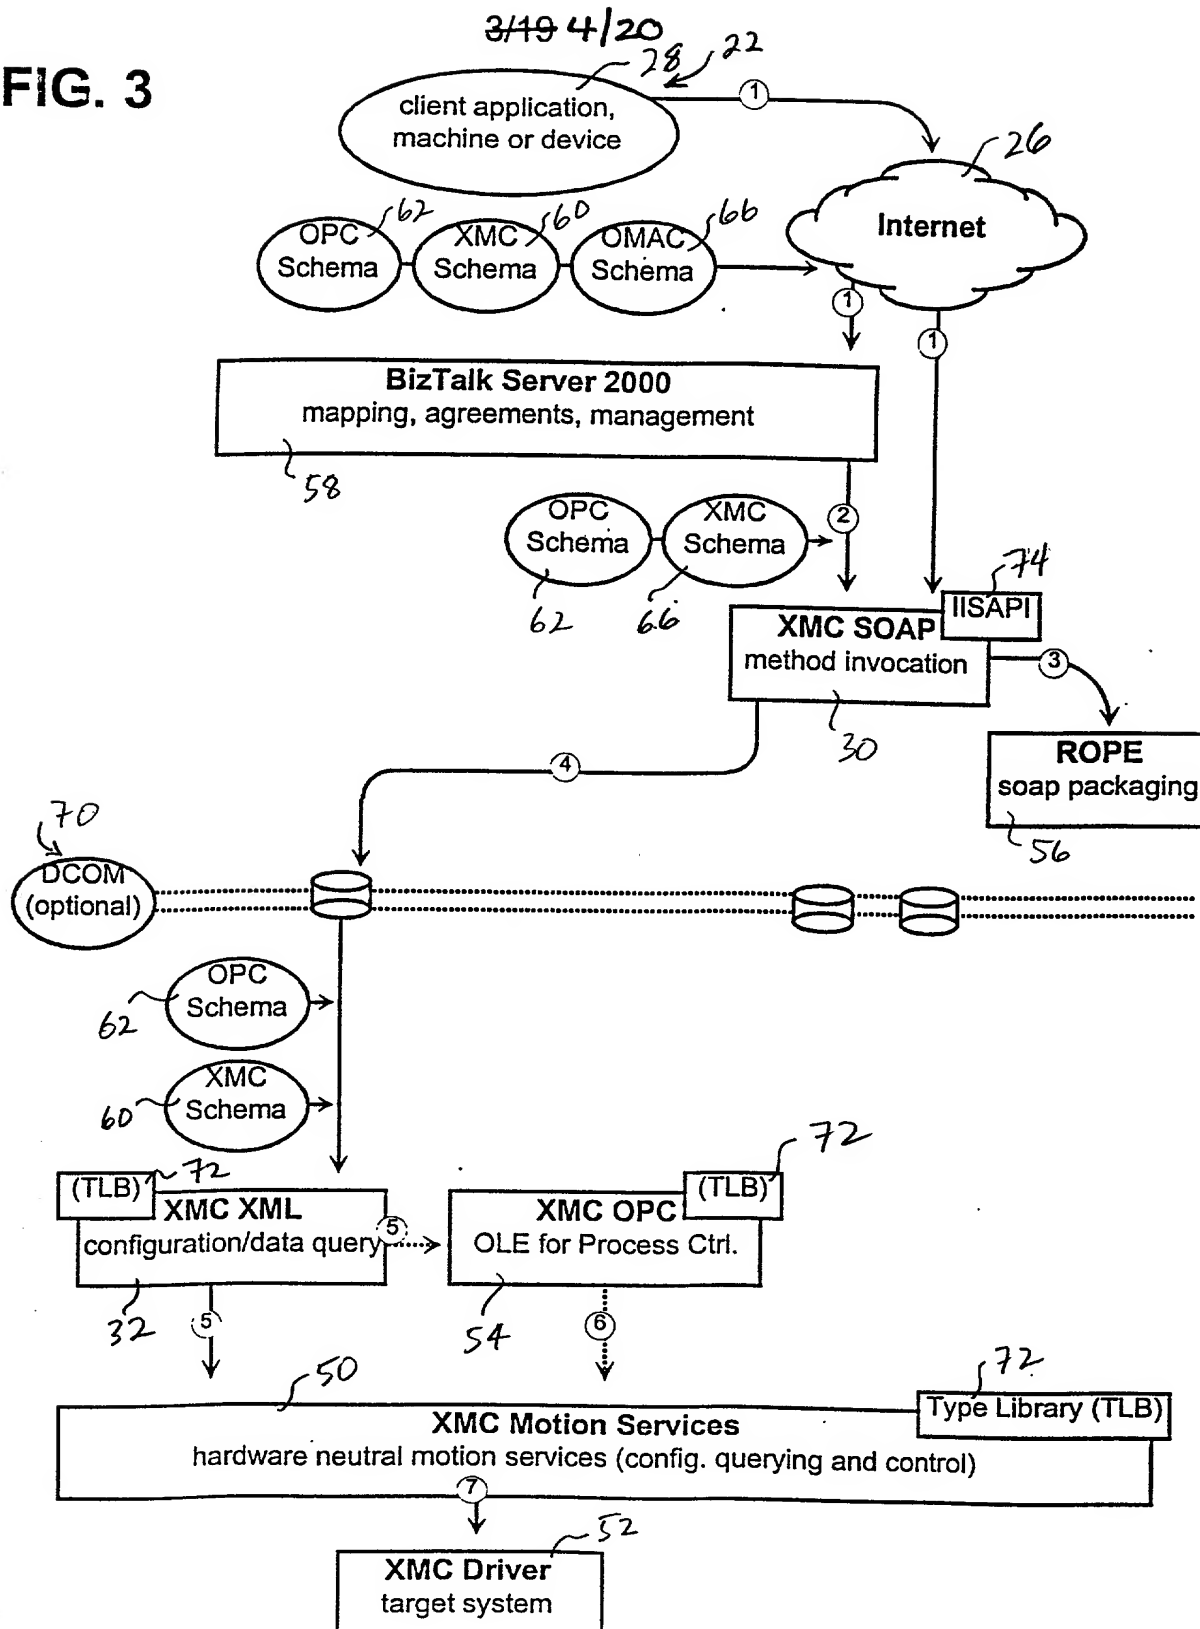 3/19 4/20
FIG. 3
28
22
client application,
machine or device
1
26
Internet
62
60
66
OPC
Schema
XMC
Schema
OMAC
Schema
1
1
BizTalk Server 2000
mapping, agreements, management
58
2
OPC
Schema
XMC
Schema
62
66
74
IISAPI
XMC SOAP
method invocation
3
30
ROPE
soap packaging
56
4
70
DCOM
(optional)
OPC
Schema
62
XMC
Schema
60
(TLB)
72
XMC XML
configuration/data query
32
5
5
72
(TLB)
XMC OPC
OLE for Process Ctrl.
54
6
50
72
Type Library (TLB)
XMC Motion Services
hardware neutral motion services (config. querying and control)
7
52
XMC Driver
target system